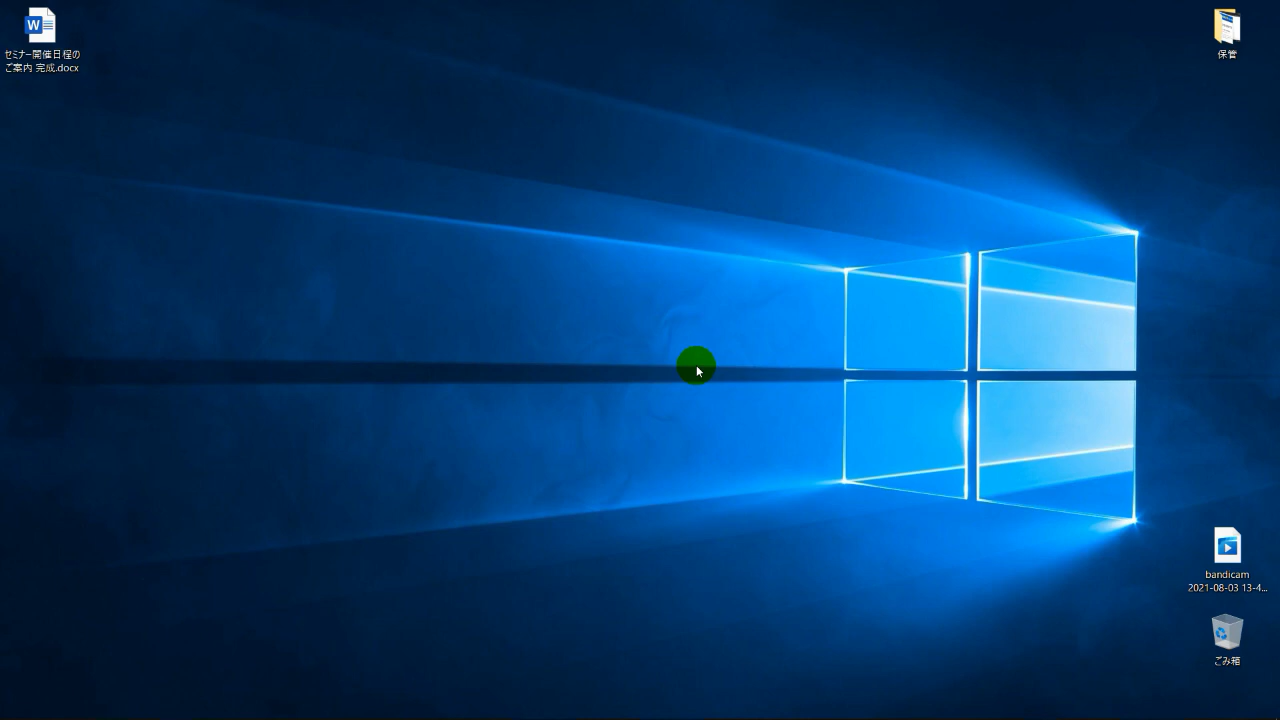 セミナー開催日程の
ご案内 完成.docx
保管
bandicam
2021-08-03 13-4...
ごみ箱